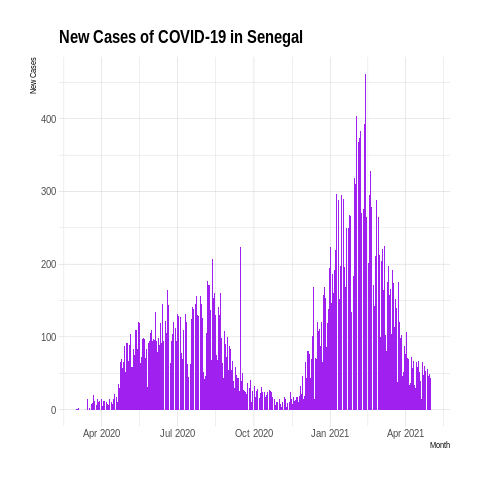 New Cases of COVID-19 in Senegal
New Cases
400
300
200
100
0
Apr 2020
Jul 2020
Oct 2020
Jan 2021
Apr 2021
Month